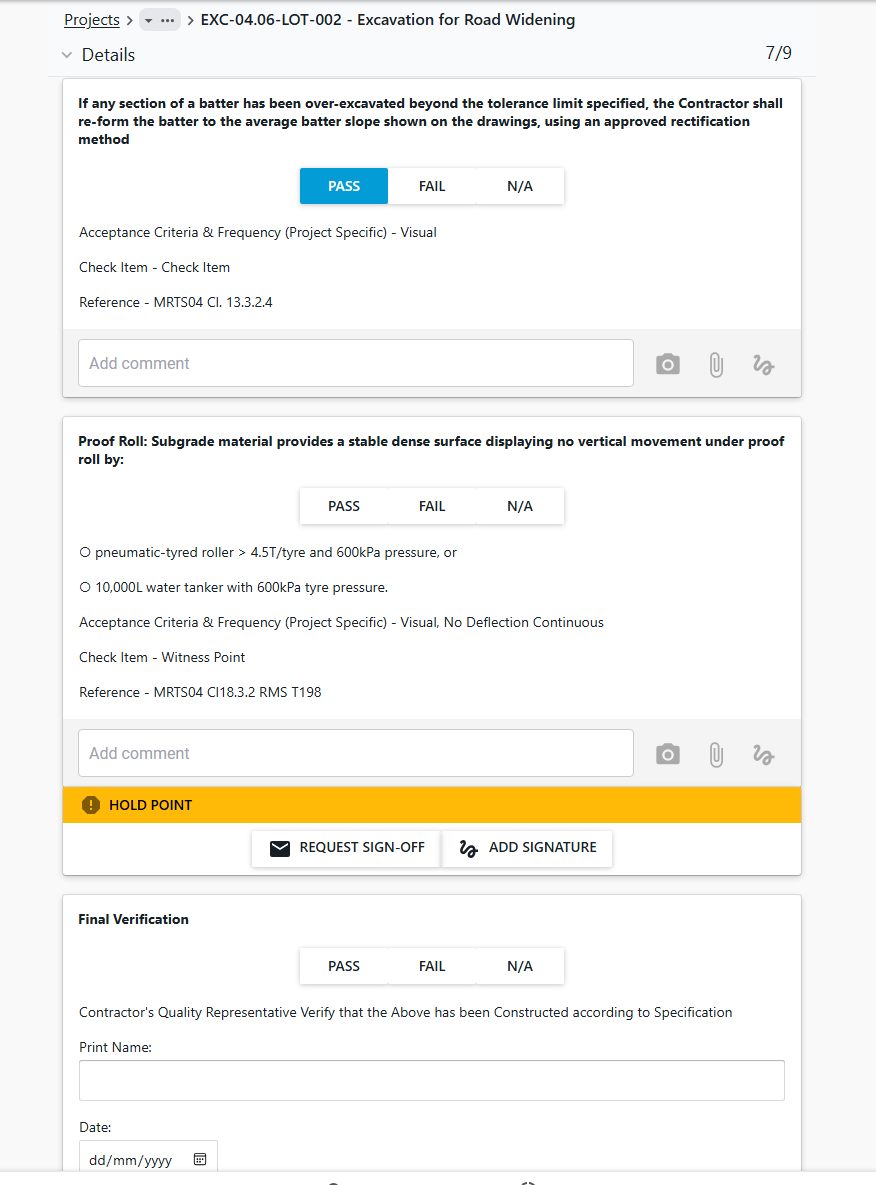 Projects > ... > EXC-04.06-LOT-002 - Excavation for Road Widening
Details
7/9
If any section of a batter has been over-excavated beyond the tolerance limit specified, the Contractor shall
re-form the batter to the average batter slope shown on the drawings, using an approved rectification
method
PASS FAIL N/A
Acceptance Criteria & Frequency (Project Specific) - Visual
Check Item - Check Item
Reference - MRTS04 Cl. 13.3.2.4
Add comment
Proof Roll: Subgrade material provides a stable dense surface displaying no vertical movement under proof
roll by:
PASS FAIL N/A
O pneumatic-tyred roller > 4.5T/tyre and 600kPa pressure, or
O 10,000L water tanker with 600kPa tyre pressure.
Acceptance Criteria & Frequency (Project Specific) - Visual, No Deflection Continuous
Check Item - Witness Point
Reference - MRTS04 Cl18.3.2 RMS T198
Add comment
HOLD POINT
REQUEST SIGN-OFF ADD SIGNATURE
Final Verification
PASS FAIL N/A
Contractor's Quality Representative Verify that the Above has been Constructed according to Specification
Print Name:
Date:
dd/mm/yyyy